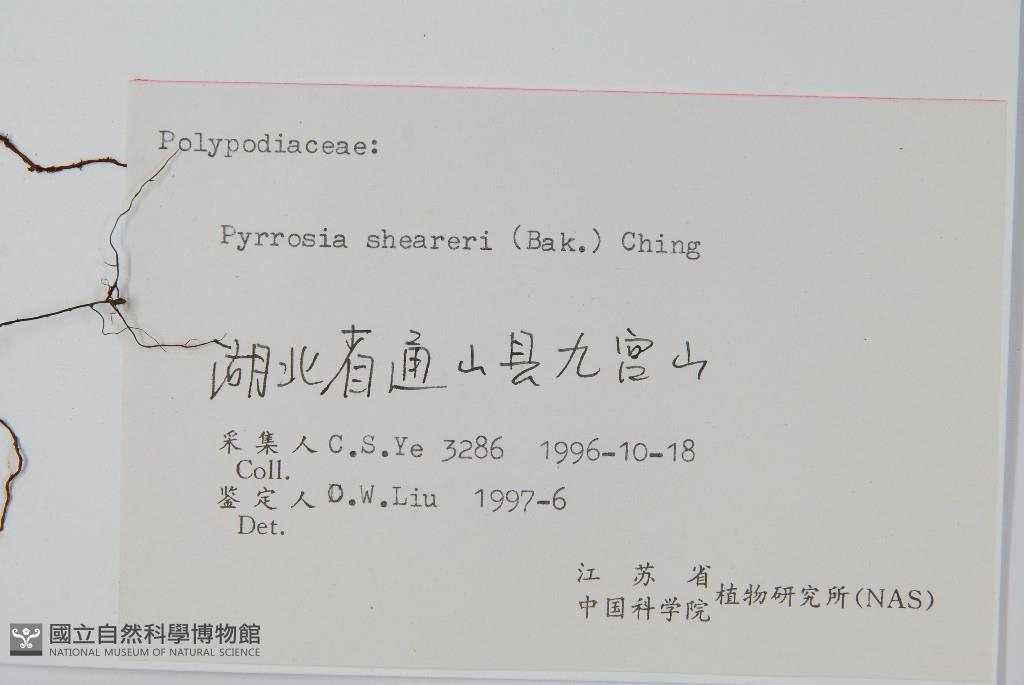 Polypodiaceae:
Pyrrosia sheareri (Bak.) Ching
湖北省通山县九宫山
采集人 C.S.Ye 3286 1996-10-18
Coll.
鉴定人 D.W.Liu 1997-6
Det.
江苏省
中国科学院 植物研究所(NAS)
國立自然科學博物館
NATIONAL MUSEUM OF NATURAL SCIENCE